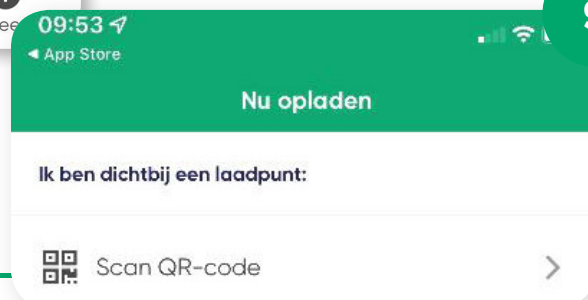 09:53
◀ App Store
Nu opladen
Ik ben dichtbij een laadpunt:
Scan QR-code